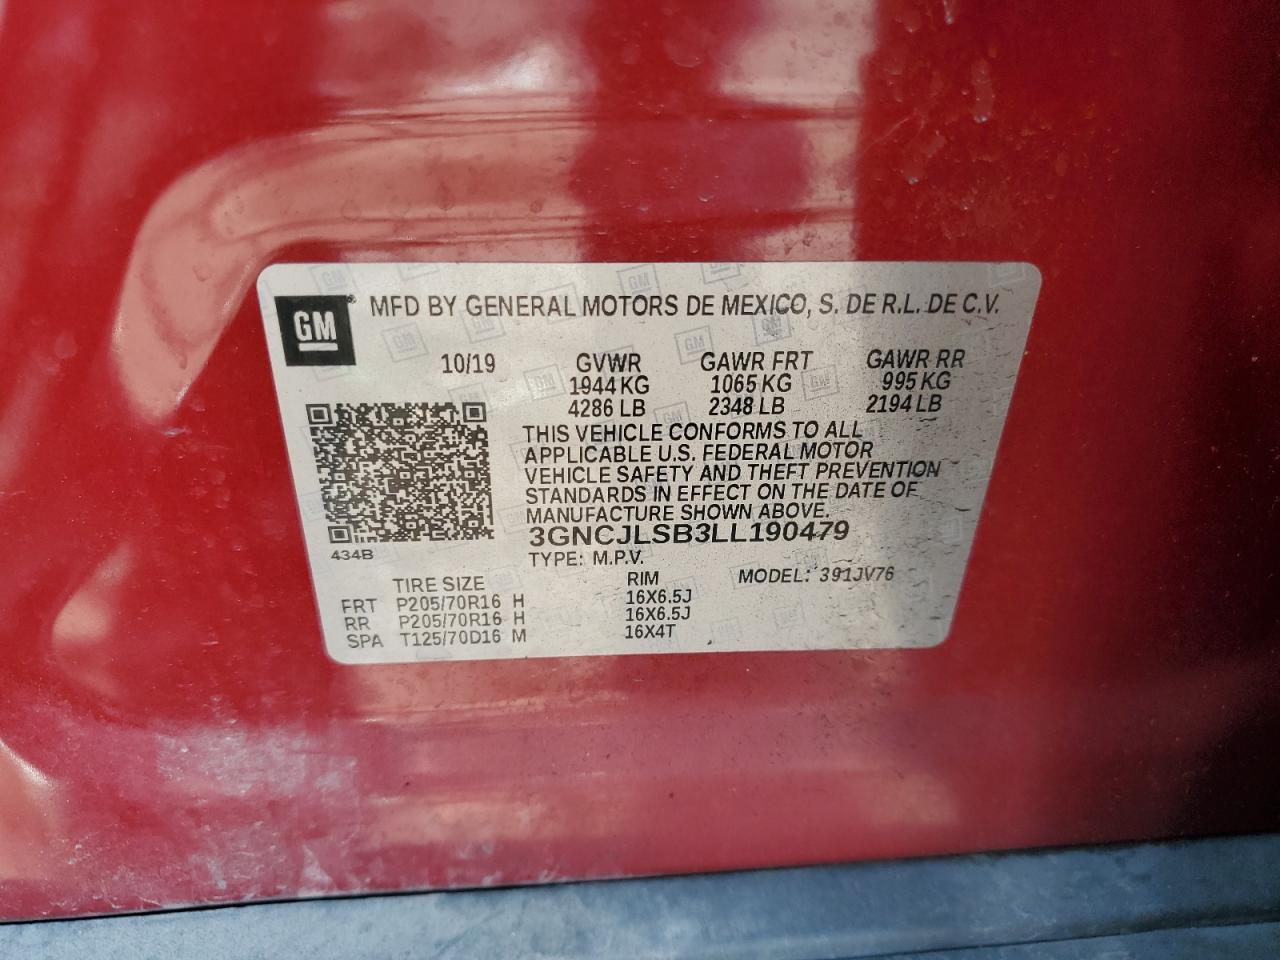 GM MFD BY GENERAL MOTORS DE MEXICO, S. DE R.L. DE C.V.
10/19 GVWR GAWR FRT GAWR RR
1944 KG 1065 KG 995 KG
4286 LB 2348 LB 2194 LB
THIS VEHICLE CONFORMS TO ALL
APPLICABLE U.S. FEDERAL MOTOR
VEHICLE SAFETY AND THEFT PREVENTION
STANDARDS IN EFFECT ON THE DATE OF
MANUFACTURE SHOWN ABOVE.
3GNCJLSB3LL190479
434B
TYPE: M.P.V.
TIRE SIZE RIM MODEL: 391JV76
FRT P205/70R16 H 16X6.5J
RR P205/70R16 H 16X6.5J
SPA T125/70D16 M 16X4T